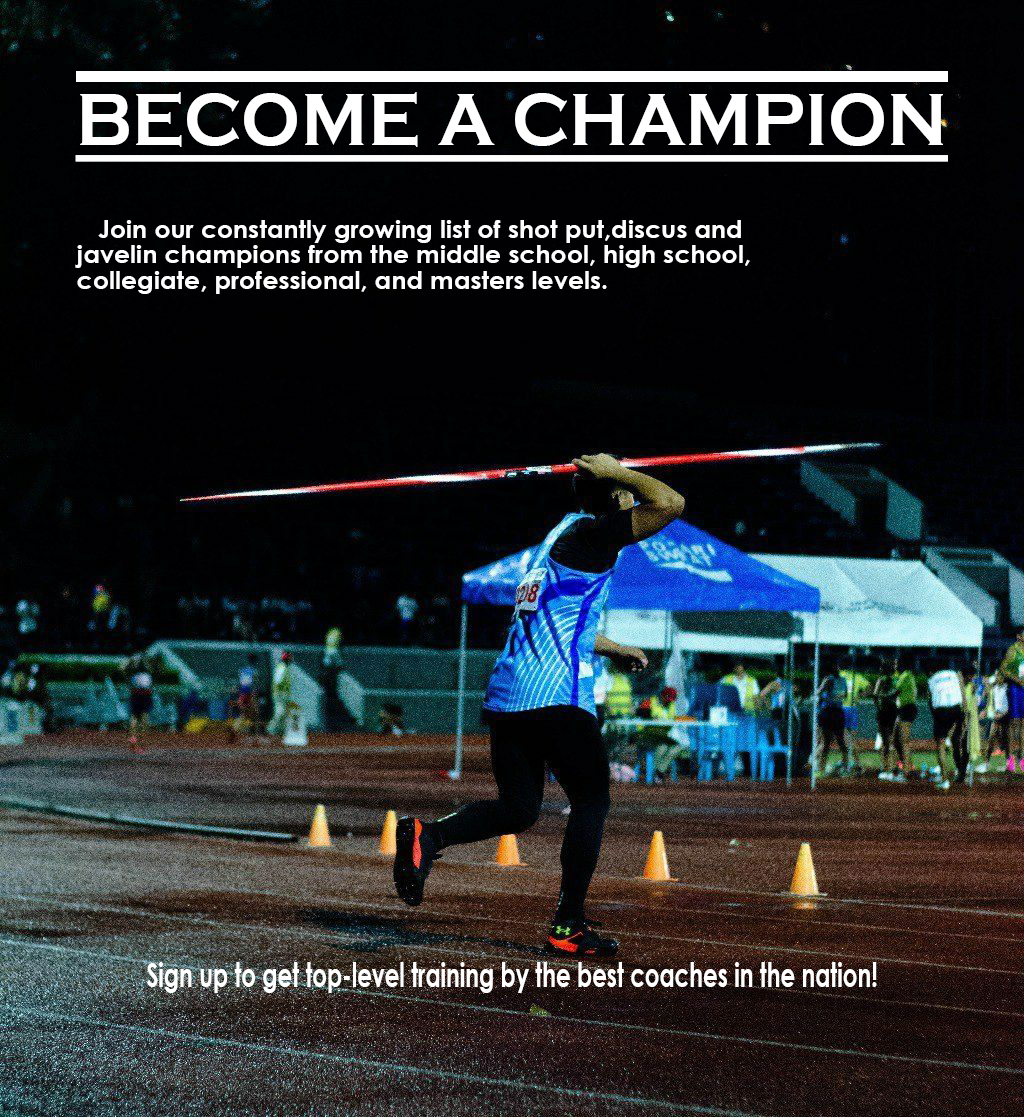 BECOME A CHAMPION
Join our constantly growing list of shot put,discus and
javelin champions from the middle school, high school,
collegiate, professional, and masters levels.
Sign up to get top-level training by the best coaches in the nation!